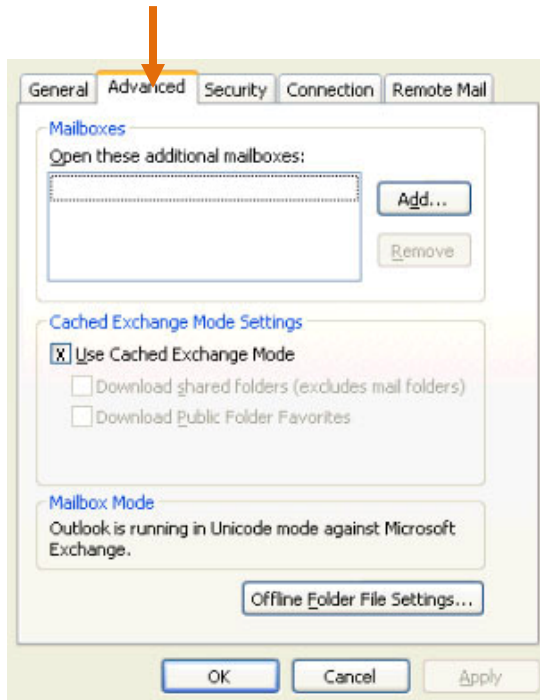 General Advanced Security Connection Remote Mail
Mailboxes
Open these additional mailboxes:
Add...
Remove
Cached Exchange Mode Settings
X Use Cached Exchange Mode
Download shared folders (excludes mail folders)
Download Public Folder Favorites
Mailbox Mode
Outlook is running in Unicode mode against Microsoft
Exchange.
Offline Folder File Settings...
OK Cancel Apply